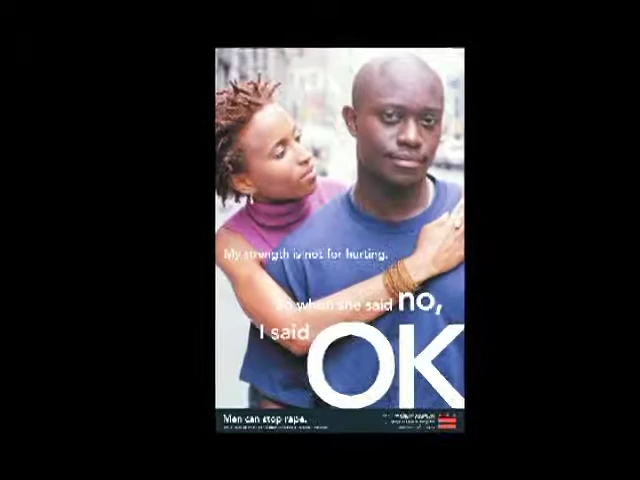 My strength is not for hurting.
So when she said no,
I said
OK
Men can stop rape.